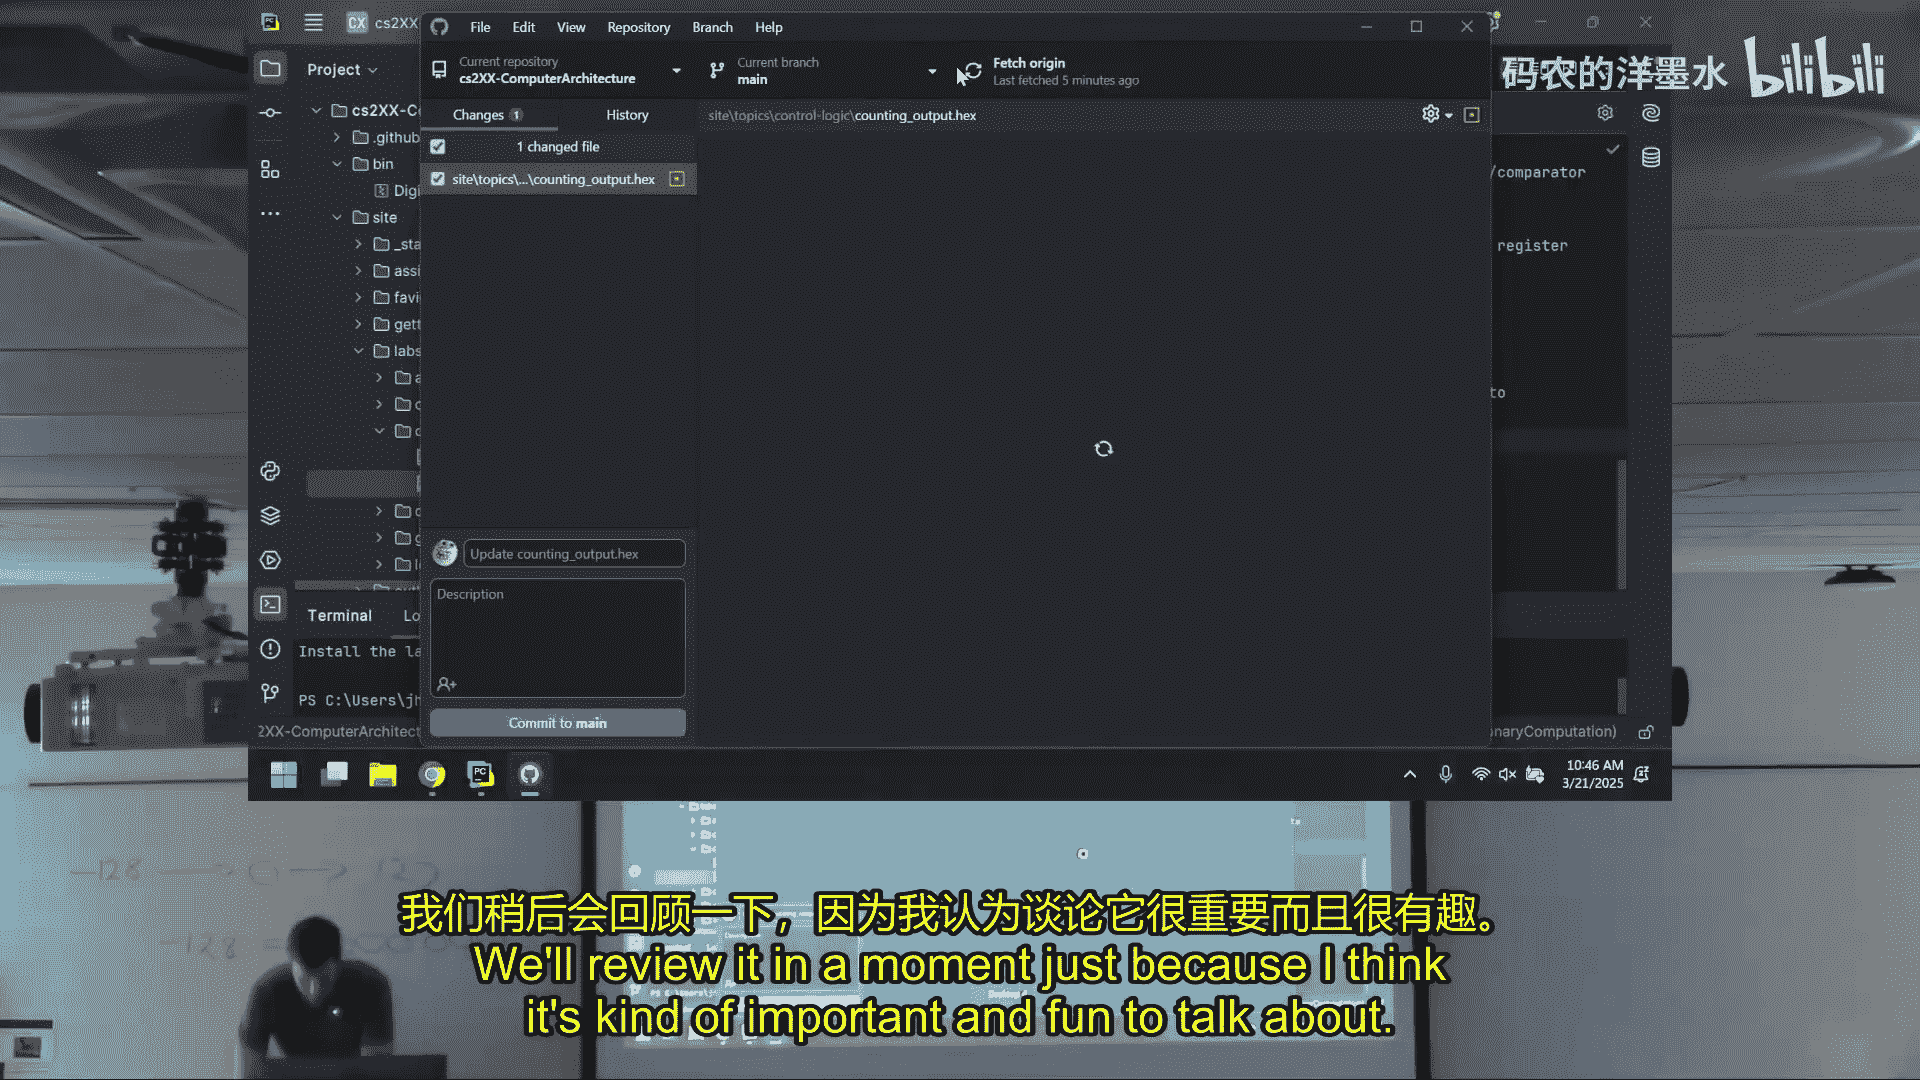 CX cs2XX
File Edit View Repository Branch Help
码农的洋墨水 bilibili
Project
Current repository
cs2XX-ComputerArchitecture
Current branch
main
Fetch origin
Last fetched 5 minutes ago
cs2XX-C
.github
bin
Digi
site
_sta
assi
favi
gett
labs
Changes 1
History
site\topics\control-logic\counting_output.hex
1 changed file
site\topics\...\counting_output.hex
/comparator
register
to
Update counting_output.hex
Description
Commit to main
Terminal Lo
Install the la
PS C:\Users\jh
2XX-ComputerArchitect
naryComputation)
PC
10:46 AM
3/21/2025
-128
-128
我们稍后会回顾一下，因为我认为谈论它很重要而且很有趣。
We'll review it in a moment just because I think
it's kind of important and fun to talk about.